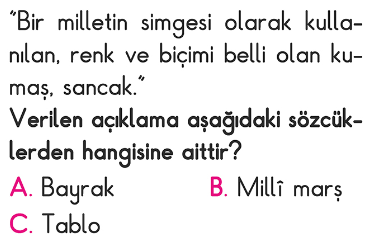 "Bir milletin simgesi olarak kulla-
nılan, renk ve biçimi belli olan ku-
maş, sancak."
Verilen açıklama aşağıdaki sözcük-
lerden hangisine aittir?
A. Bayrak B. Millî marş
C. Tablo